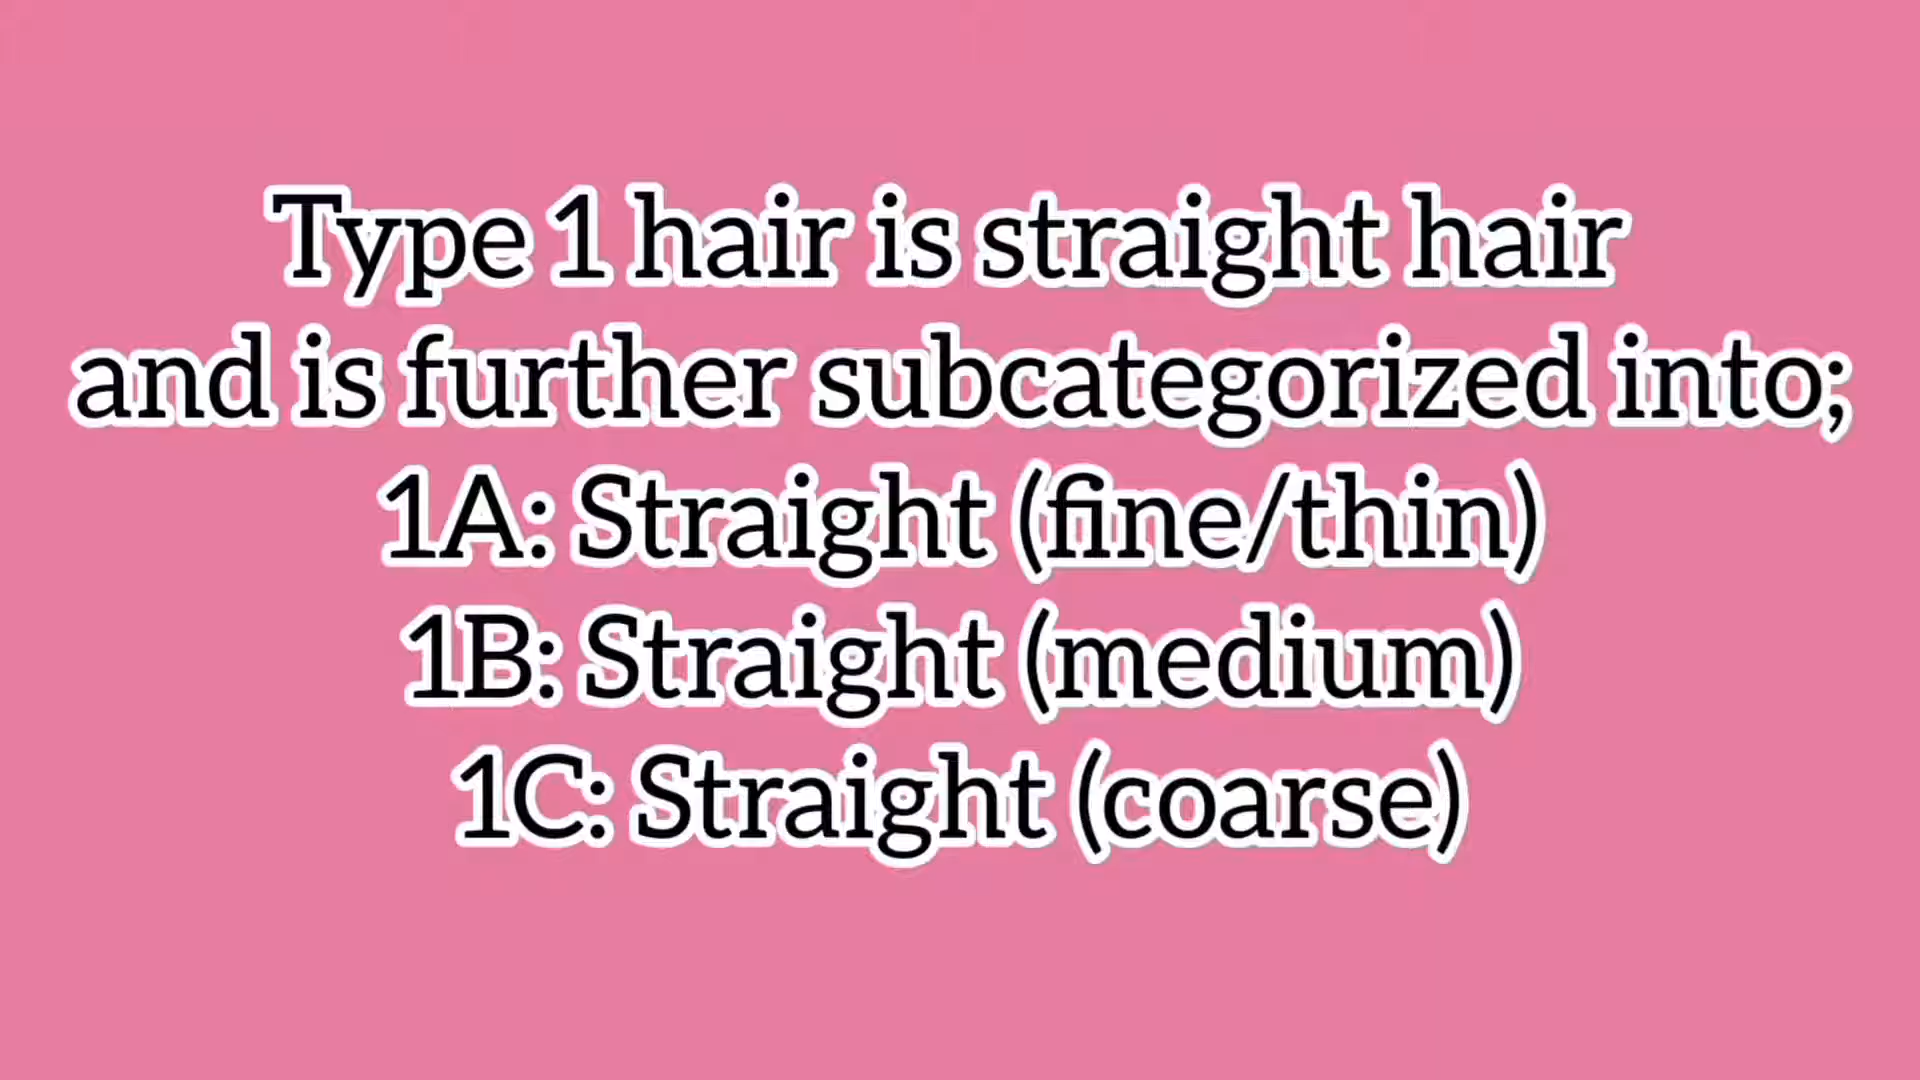 Type 1 hair is straight hair
and is further subcategorized into;
1A: Straight (fine/thin)
1B: Straight (medium)
1C: Straight (coarse)